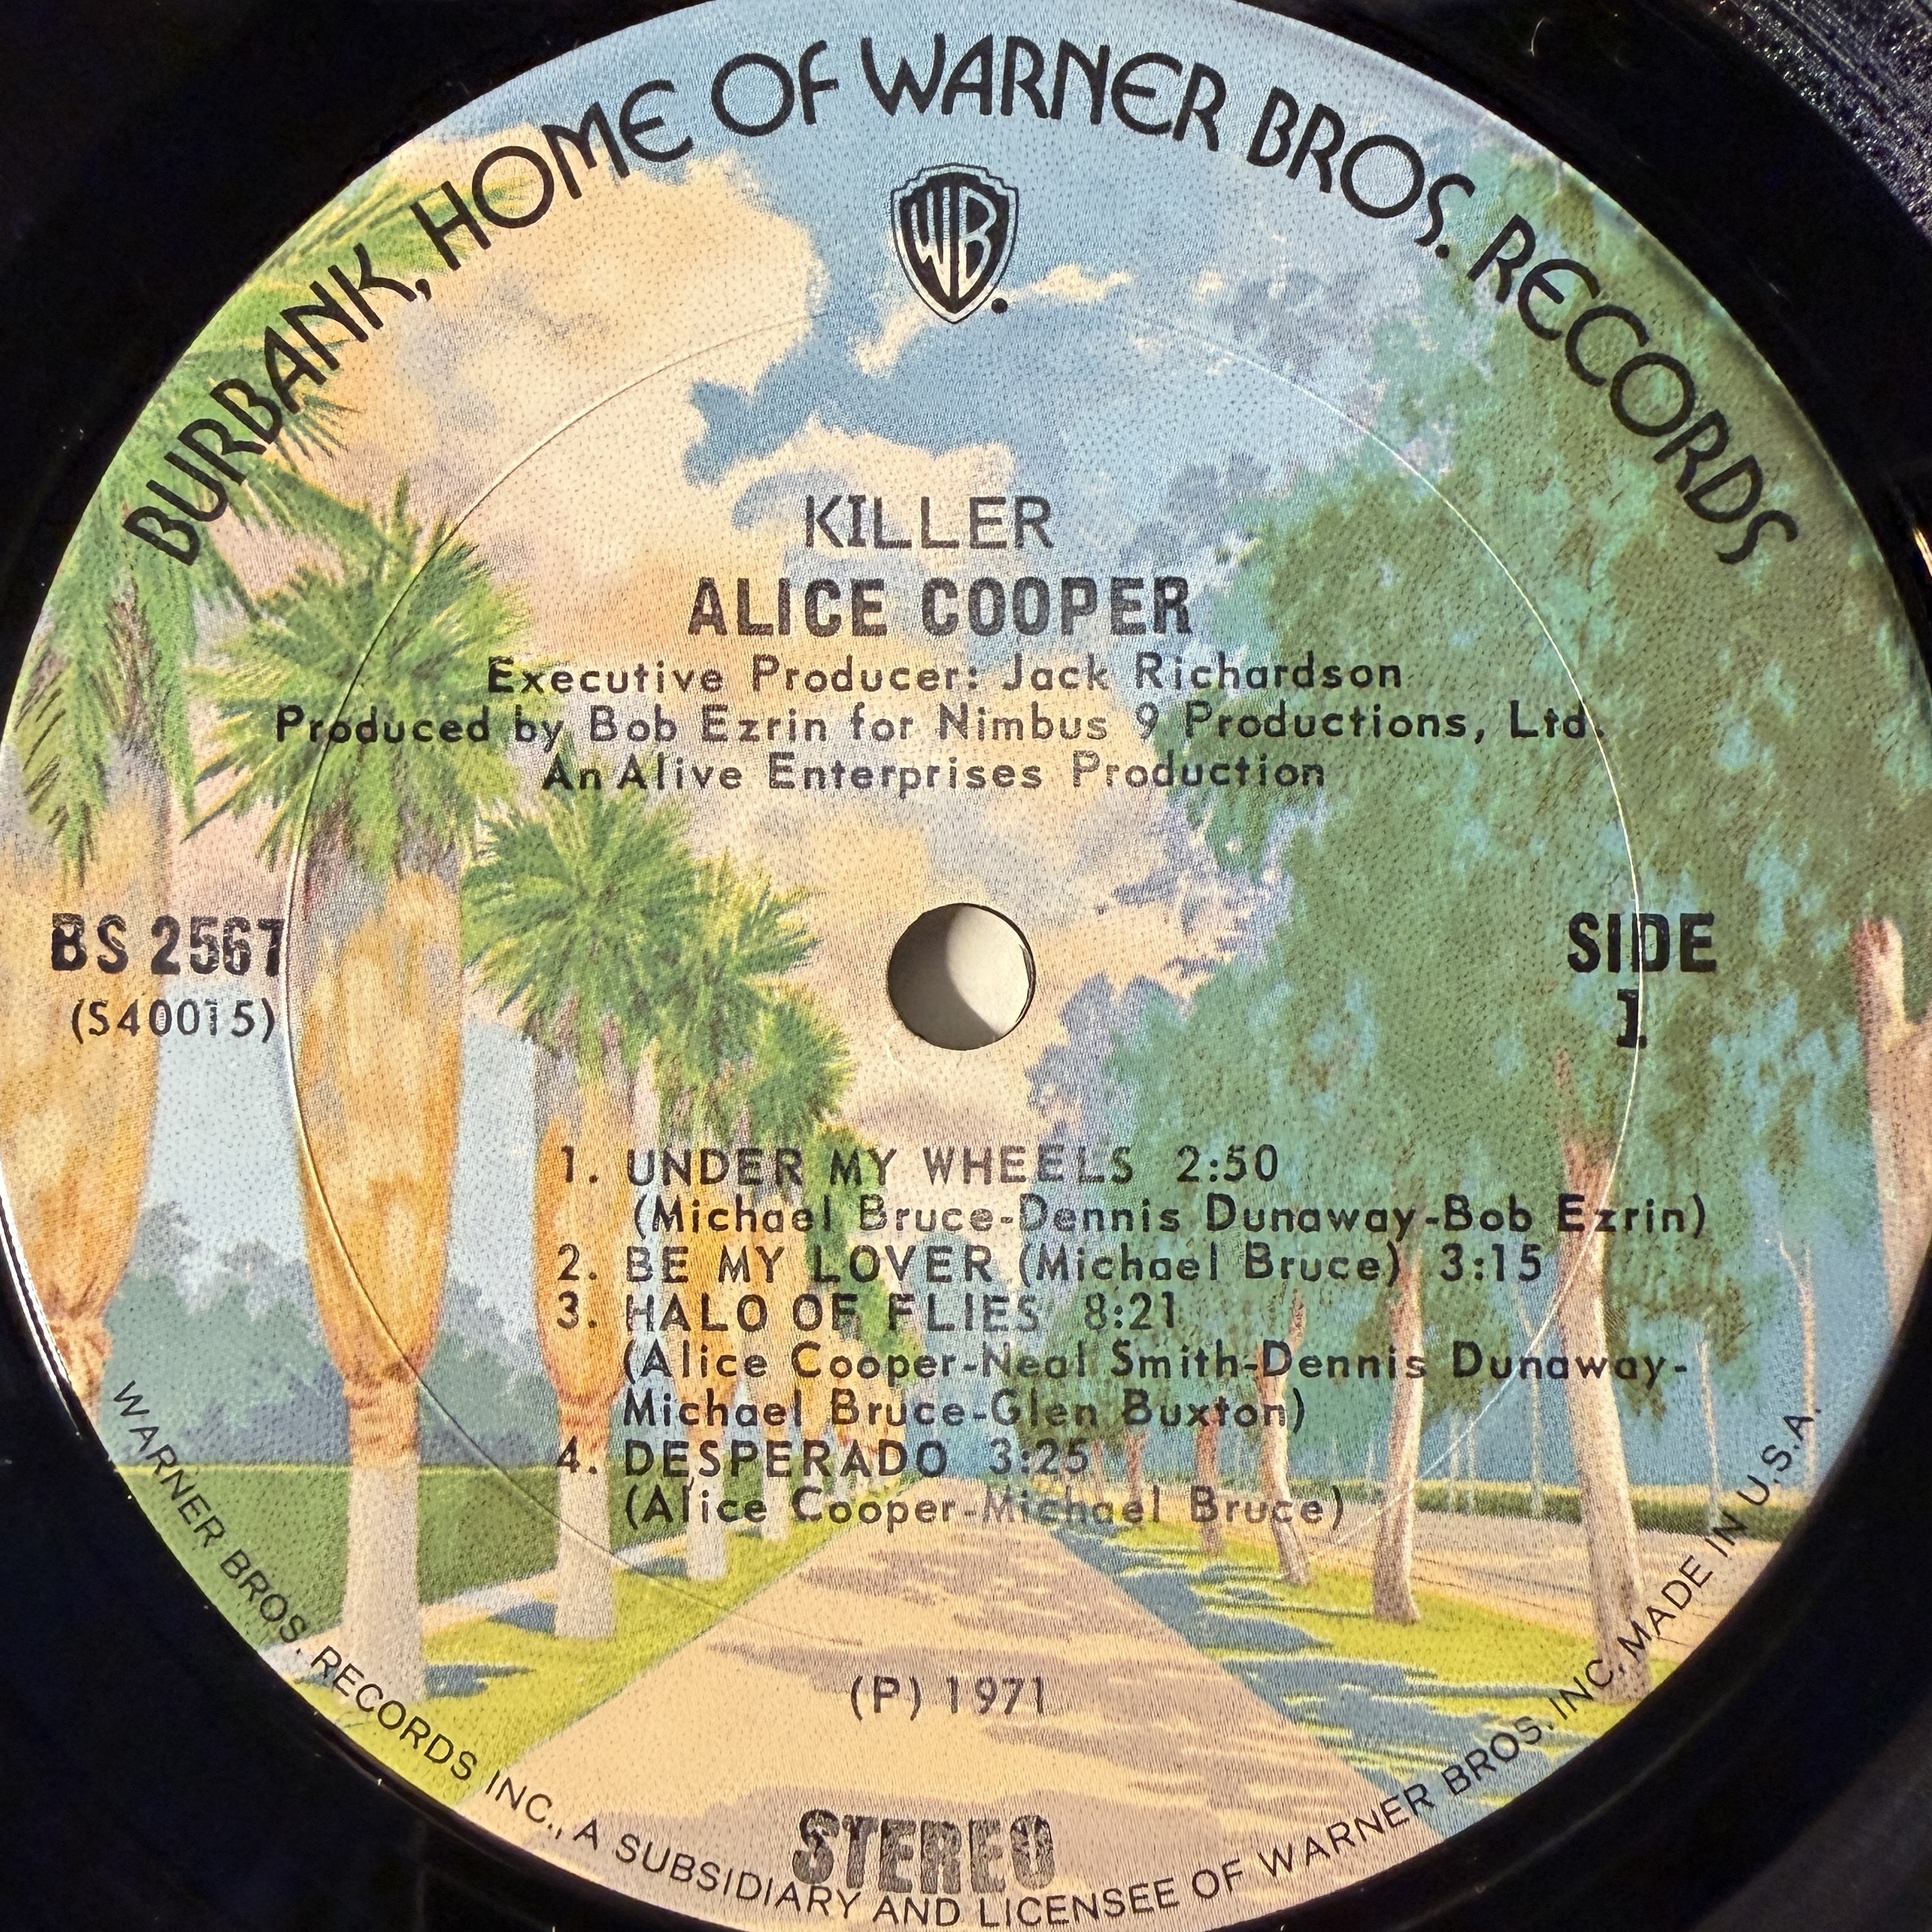 BURBANK, HOME OF WARNER BROS. RECORDS
WB
KILLER
ALICE COOPER
Executive Producer: Jack Richardson
Produced by Bob Ezrin for Nimbus 9 Productions, Ltd.
An Alive Enterprises Production
BS 2567
(S40015)
SIDE
1
1. UNDER MY WHEELS 2:50
(Michael Bruce-Dennis Dunaway-Bob Ezrin)
2. BE MY LOVER (Michael Bruce) 3:15
3. HALO OF FLIES 8:21
(Alice Cooper-Neal Smith-Dennis Dunaway-
Michael Bruce-Glen Buxton)
4. DESPERADO 3:25
(Alice Cooper-Michael Bruce)
(P) 1971
STEREO
WARNER BROS. RECORDS INC., A SUBSIDIARY AND LICENSEE OF WARNER BROS. INC, MADE IN U.S.A.